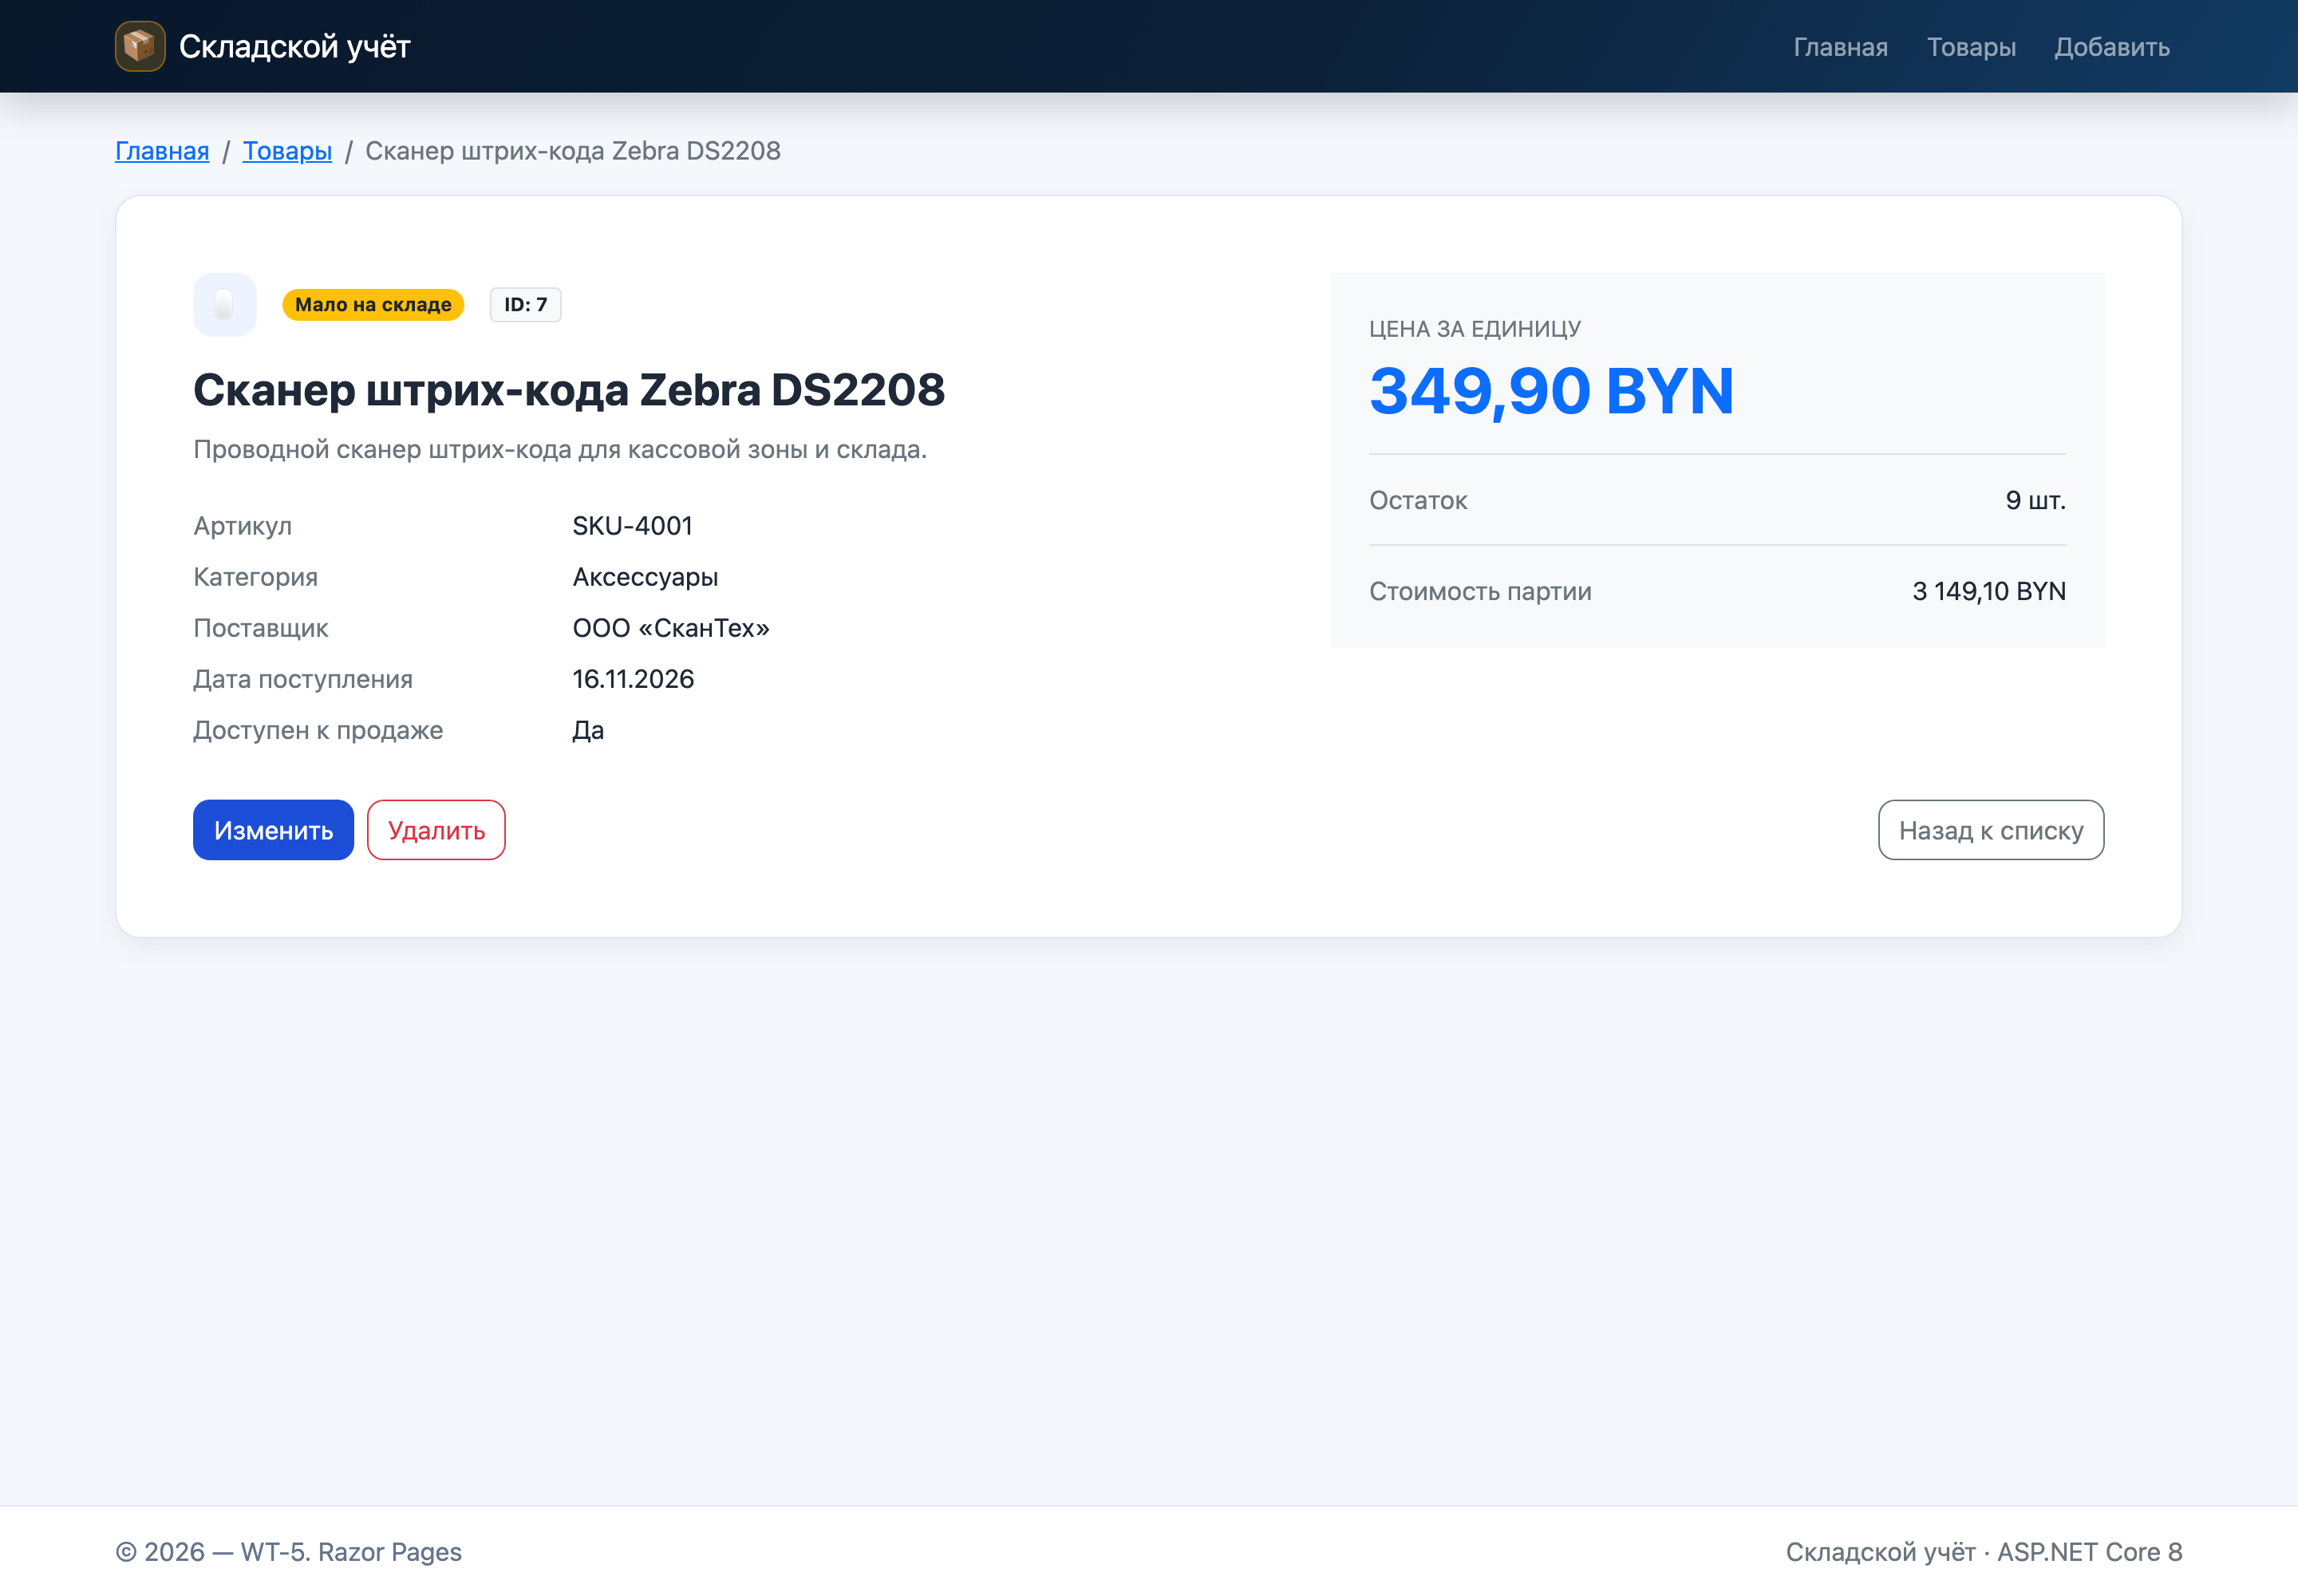 Складской учёт
Главная Товары Добавить
Главная / Товары / Сканер штрих-кода Zebra DS2208
Мало на складе ID: 7
Сканер штрих-кода Zebra DS2208
Проводной сканер штрих-кода для кассовой зоны и склада.
Артикул SKU-4001
Категория Аксессуары
Поставщик ООО «СканТех»
Дата поступления 16.11.2026
Доступен к продаже Да
ЦЕНА ЗА ЕДИНИЦУ
349,90 BYN
Остаток 9 шт.
Стоимость партии 3 149,10 BYN
Изменить Удалить Назад к списку
© 2026 — WT-5. Razor Pages Складской учёт · ASP.NET Core 8